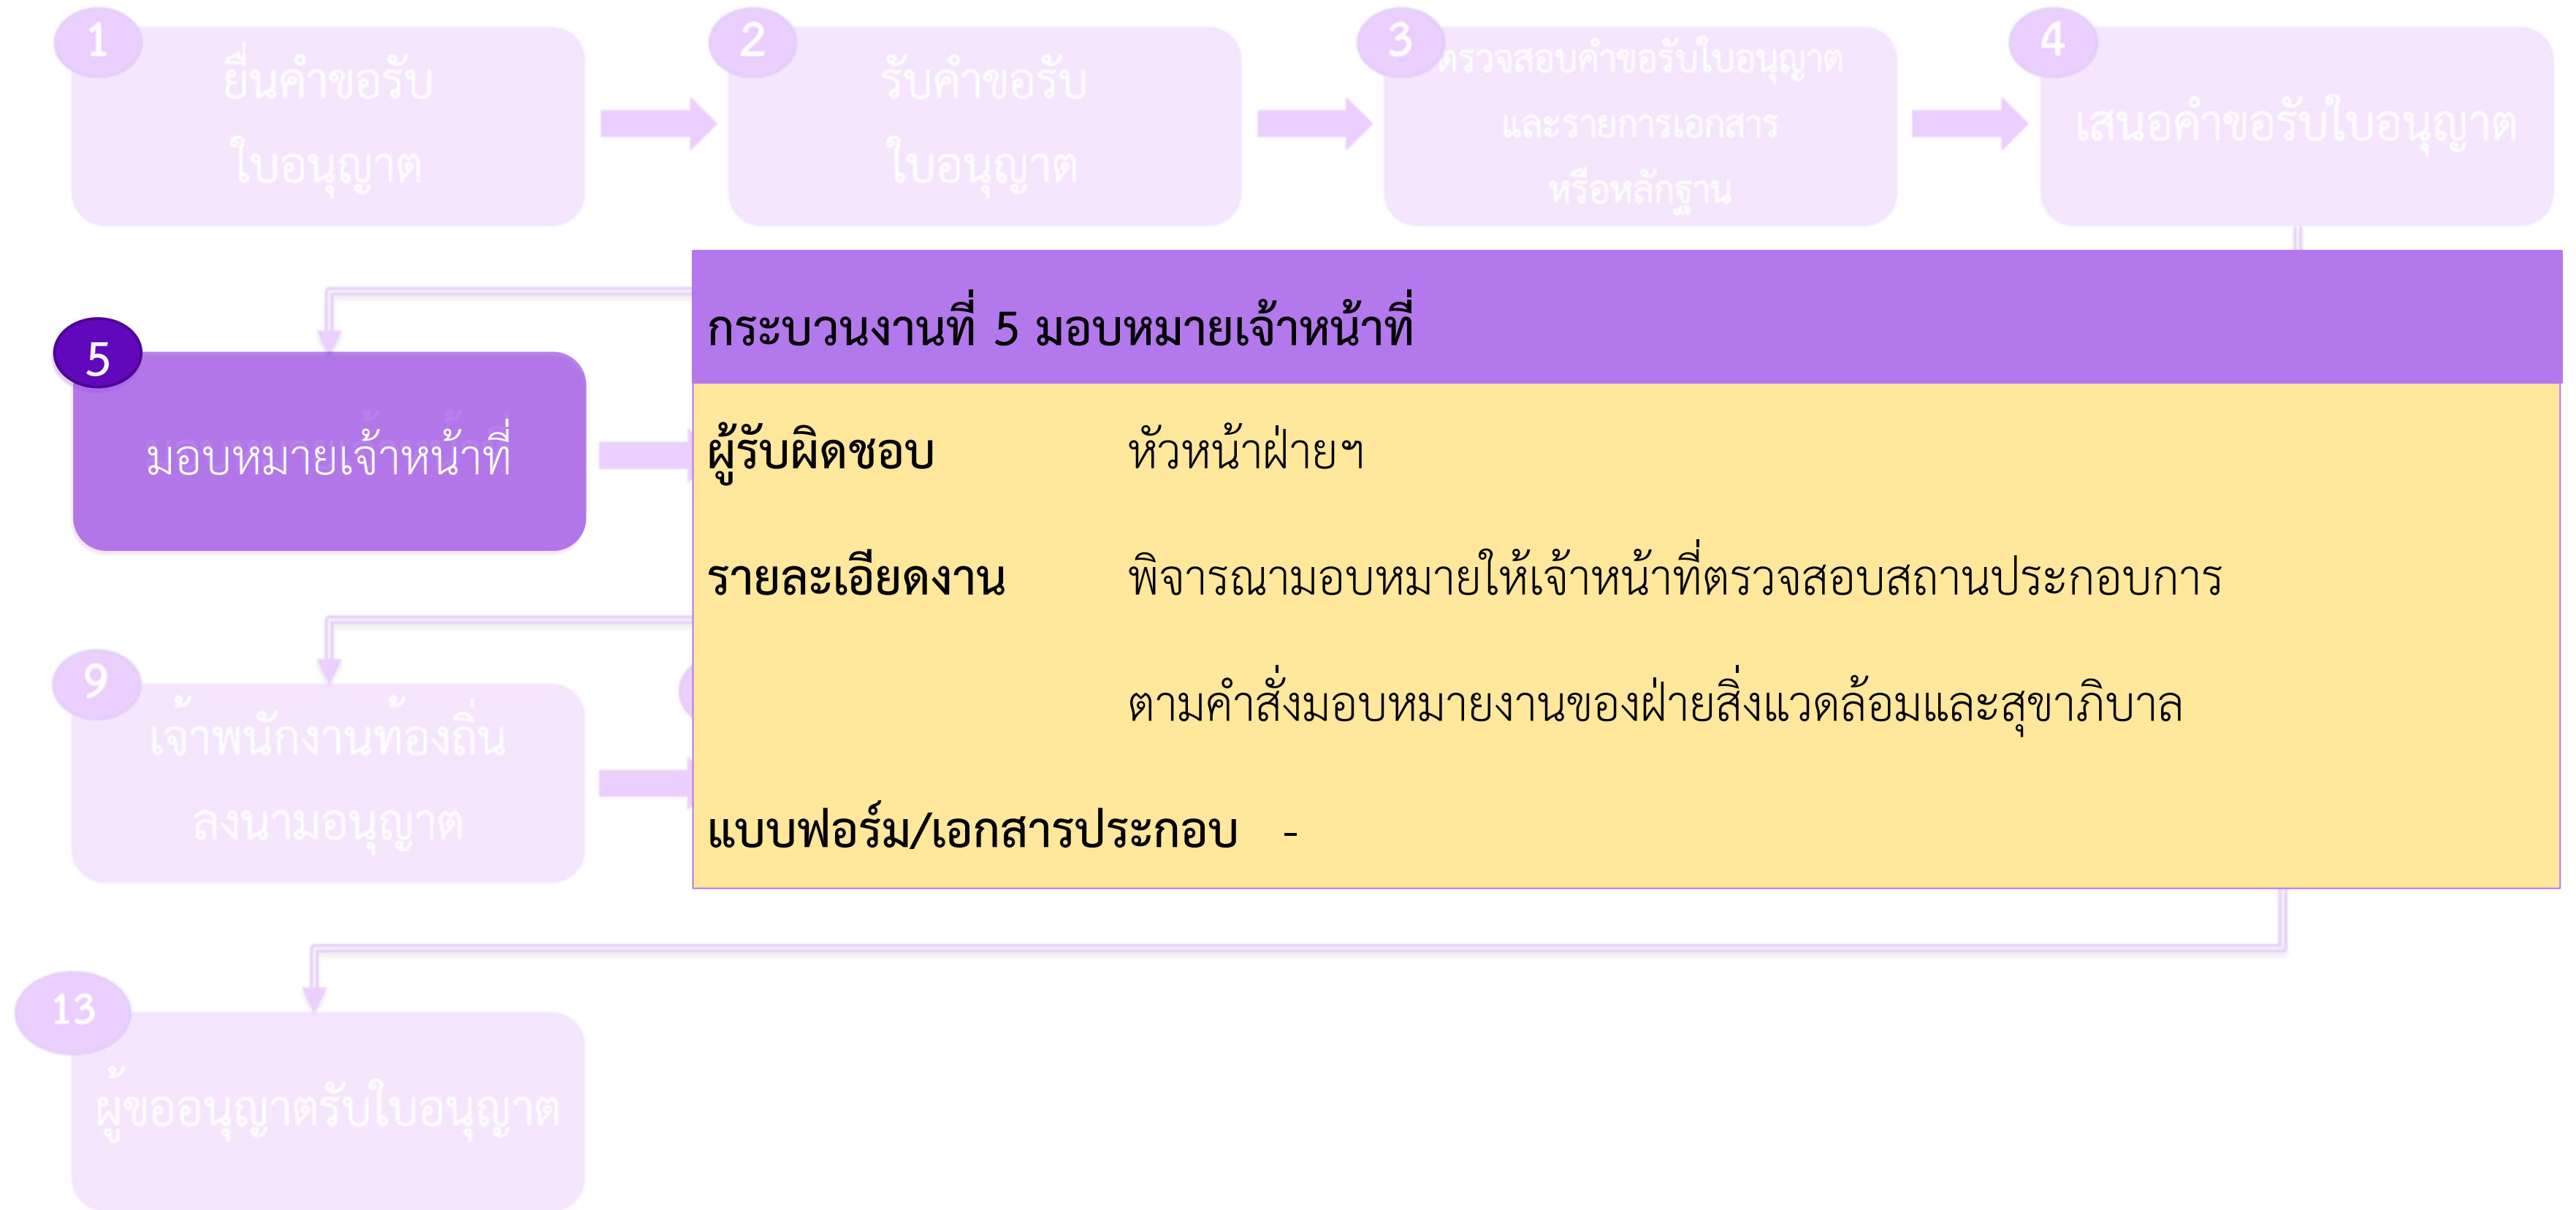 1
ยื่นคำขอรับ
ใบอนุญาต
2
รับคำขอรับ
ใบอนุญาต
3
ตรวจสอบคำขอรับใบอนุญาต
และรายการเอกสาร
หรือหลักฐาน
4
เสนอคำขอรับใบอนุญาต
5
มอบหมายเจ้าหน้าที่
กระบวนงานที่ 5 มอบหมายเจ้าหน้าที่
ผู้รับผิดชอบ หัวหน้าฝ่ายฯ
รายละเอียดงาน พิจารณามอบหมายให้เจ้าหน้าที่ตรวจสอบสถานประกอบการ
ตามคำสั่งมอบหมายงานของฝ่ายสิ่งแวดล้อมและสุขาภิบาล
แบบฟอร์ม/เอกสารประกอบ -
9
เจ้าพนักงานท้องถิ่น
ลงนามอนุญาต
13
ผู้ขออนุญาตรับใบอนุญาต